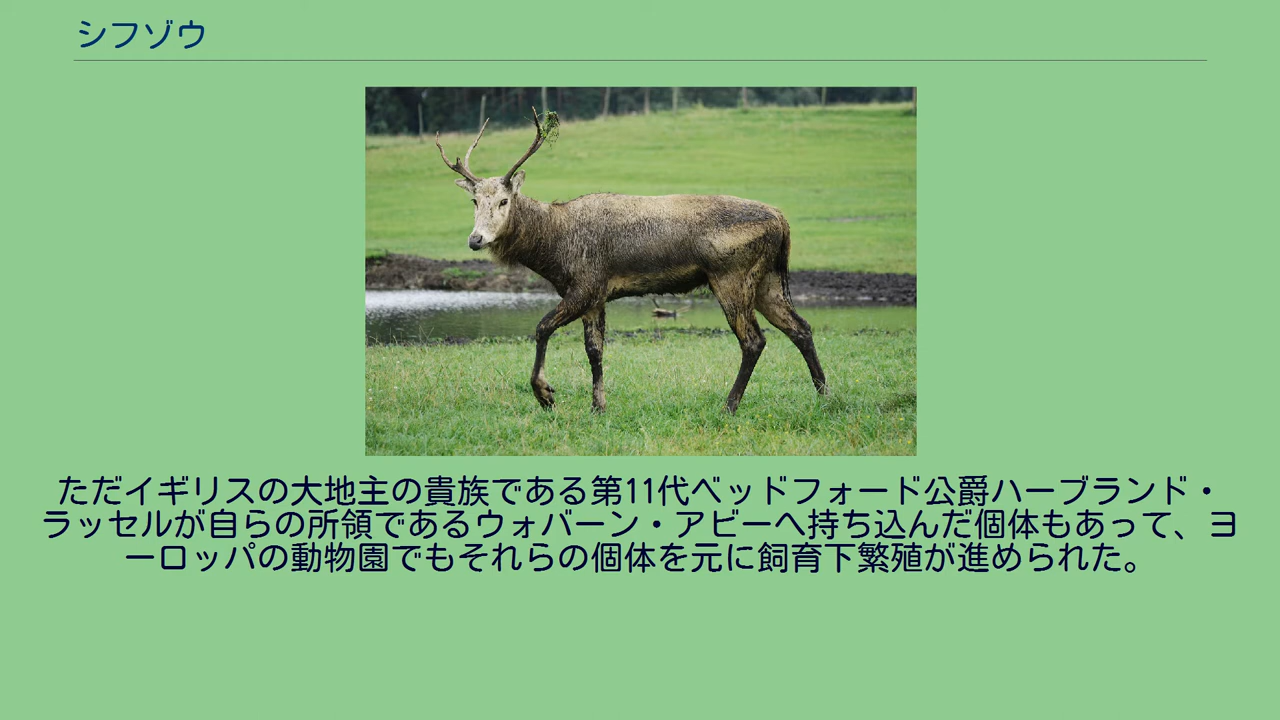 シフゾウ
ただイギリスの大地主の貴族である第11代ベッドフォード公爵ハーブランド・
ラッセルが自らの所領であるウォバーン・アビーへ持ち込んだ個体もあって、ヨ
ーロッパの動物園でもそれらの個体を元に飼育下繁殖が進められた。